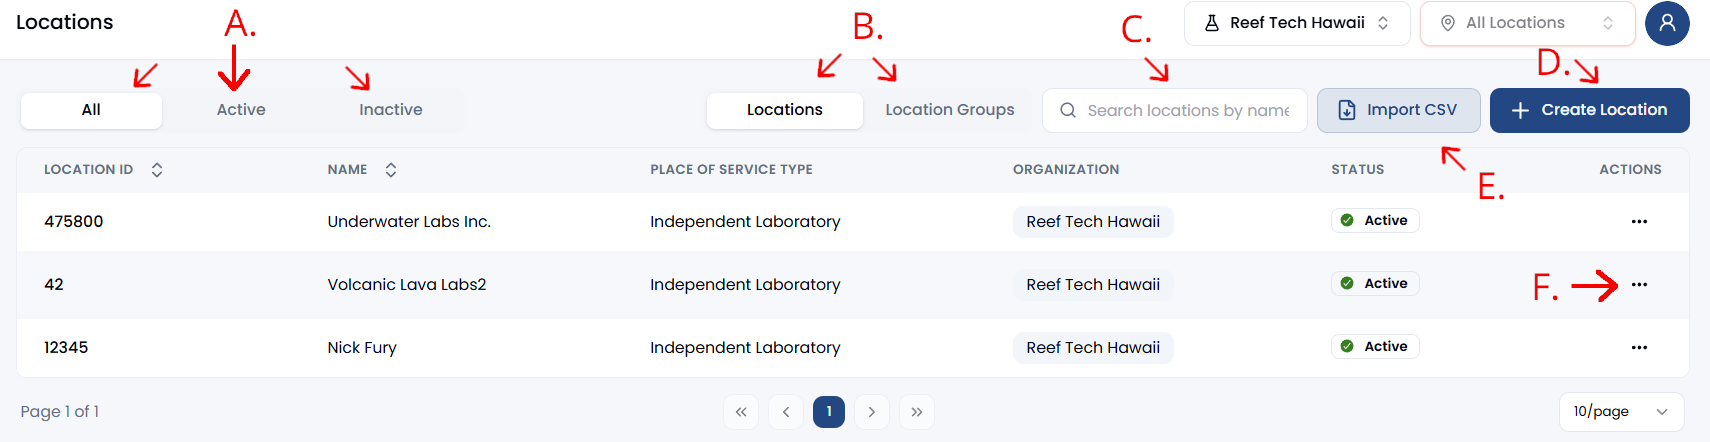 Locations
A.
B.
C.
Reef Tech Hawaii
All Locations
D.
All
Active
Inactive
Locations
Location Groups
Search locations by name
Import CSV
Create Location
E.
LOCATION ID
NAME
PLACE OF SERVICE TYPE
ORGANIZATION
STATUS
ACTIONS
475800
Underwater Labs Inc.
Independent Laboratory
Reef Tech Hawaii
Active
42
Volcanic Lava Labs2
Independent Laboratory
Reef Tech Hawaii
Active
F.
12345
Nick Fury
Independent Laboratory
Reef Tech Hawaii
Active
Page 1 of 1
1
10/page